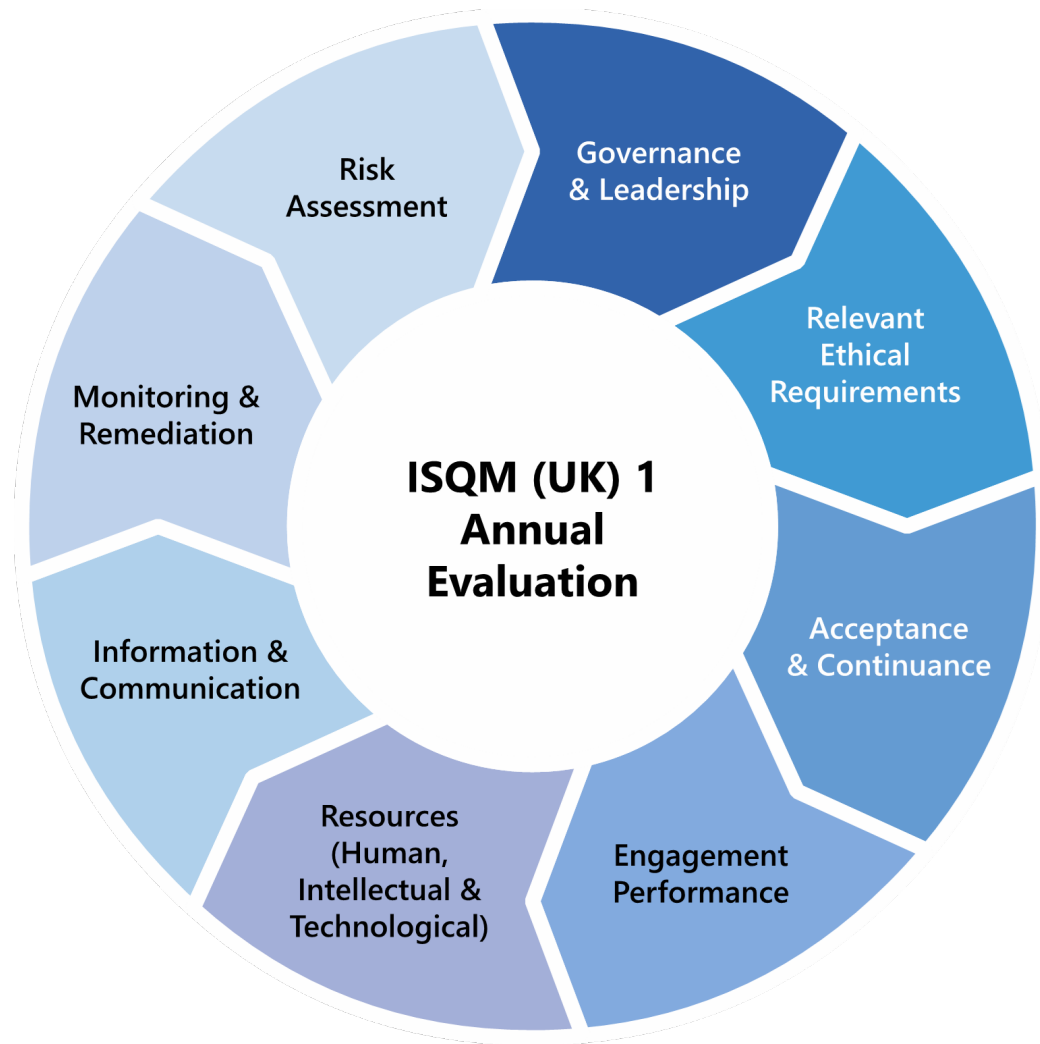 Governance
& Leadership
Relevant
Ethical
Requirements
Acceptance
& Continuance
Engagement
Performance
Resources
(Human,
Intellectual &
Technological)
Information &
Communication
Monitoring &
Remediation
Risk
Assessment
ISQM (UK) 1
Annual
Evaluation